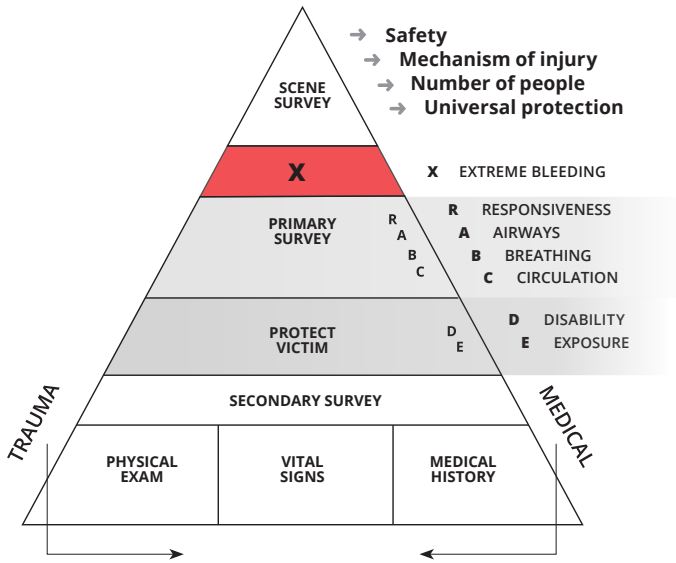 Safety
Mechanism of injury
Number of people
Universal protection
SCENE
SURVEY
X
X EXTREME BLEEDING
PRIMARY
SURVEY
R
A
B
C
R RESPONSIVENESS
A AIRWAYS
B BREATHING
C CIRCULATION
PROTECT
VICTIM
D
E
D DISABILITY
E EXPOSURE
SECONDARY SURVEY
TRAUMA
MEDICAL
PHYSICAL
EXAM
VITAL
SIGNS
MEDICAL
HISTORY